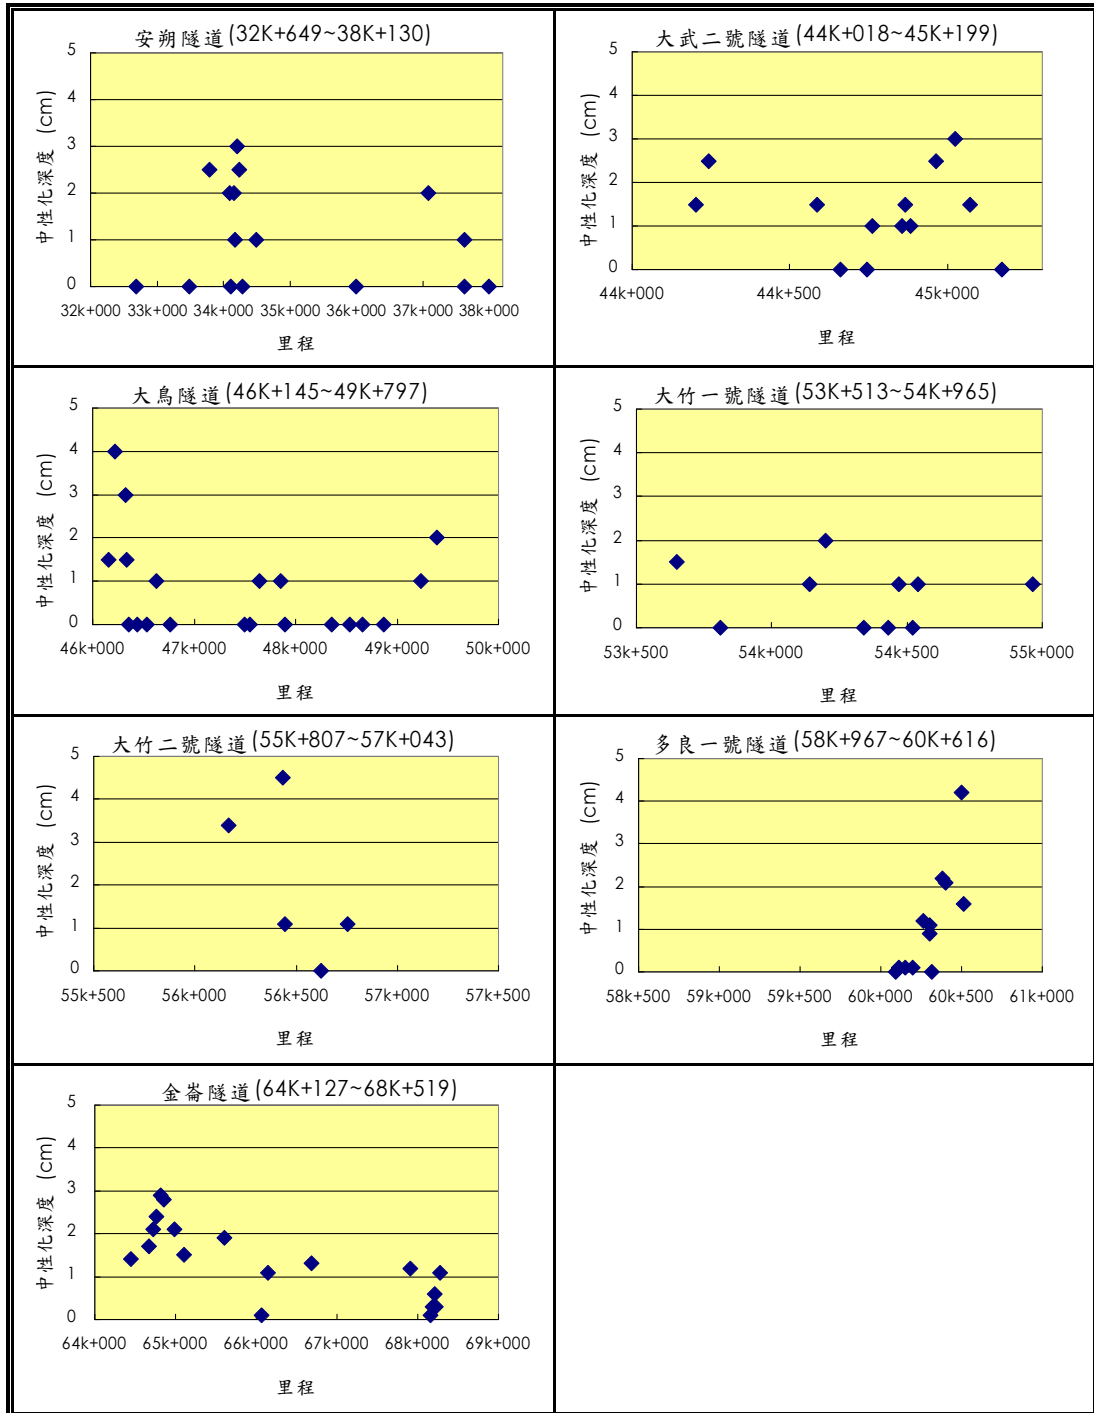 安朔隧道(32K+649~38K+130)
中性化深度 (cm)
5
4
3
2
1
0
32k+000 33k+000 34k+000 35k+000 36k+000 37k+000 38k+000
里程
大武二號隧道(44K+018~45K+199)
中性化深度 (cm)
5
4
3
2
1
0
44k+000 44k+500 45k+000
里程
大鳥隧道(46K+145~49K+797)
中性化深度 (cm)
5
4
3
2
1
0
46k+000 47k+000 48k+000 49k+000 50k+000
里程
大竹一號隧道(53K+513~54K+965)
中性化深度 (cm)
5
4
3
2
1
0
53k+500 54k+000 54k+500 55k+000
里程
大竹二號隧道(55K+807~57K+043)
中性化深度 (cm)
5
4
3
2
1
0
55k+500 56k+000 56k+500 57k+000 57k+500
里程
多良一號隧道(58K+967~60K+616)
中性化深度 (cm)
5
4
3
2
1
0
58k+500 59k+000 59k+500 60k+000 60k+500 61k+000
里程
金崙隧道(64K+127~68K+519)
中性化深度 (cm)
5
4
3
2
1
0
64k+000 65k+000 66k+000 67k+000 68k+000 69k+000
里程